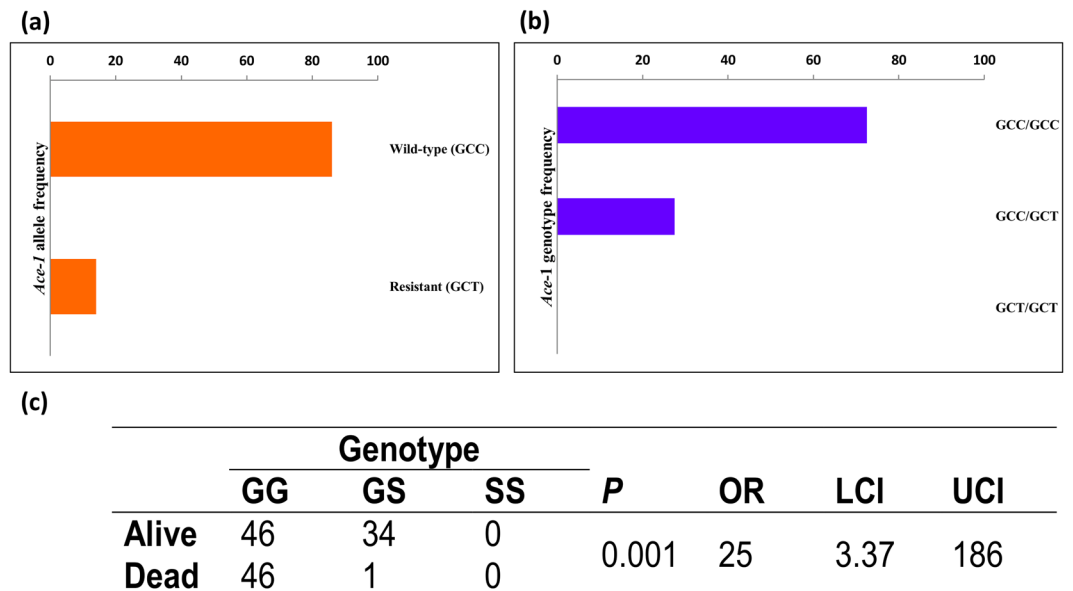 (a)
0 20 40 60 80 100
Ace-1 allele frequency
Wild-type (GCC)
Resistant (GCT)
(b)
0 20 40 60 80 100
Ace-1 genotype frequency
GCC/GCC
GCC/GCT
GCT/GCT
(c)
Genotype
GG GS SS P OR LCI UCI
Alive 46 34 0
0.001 25 3.37 186
Dead 46 1 0